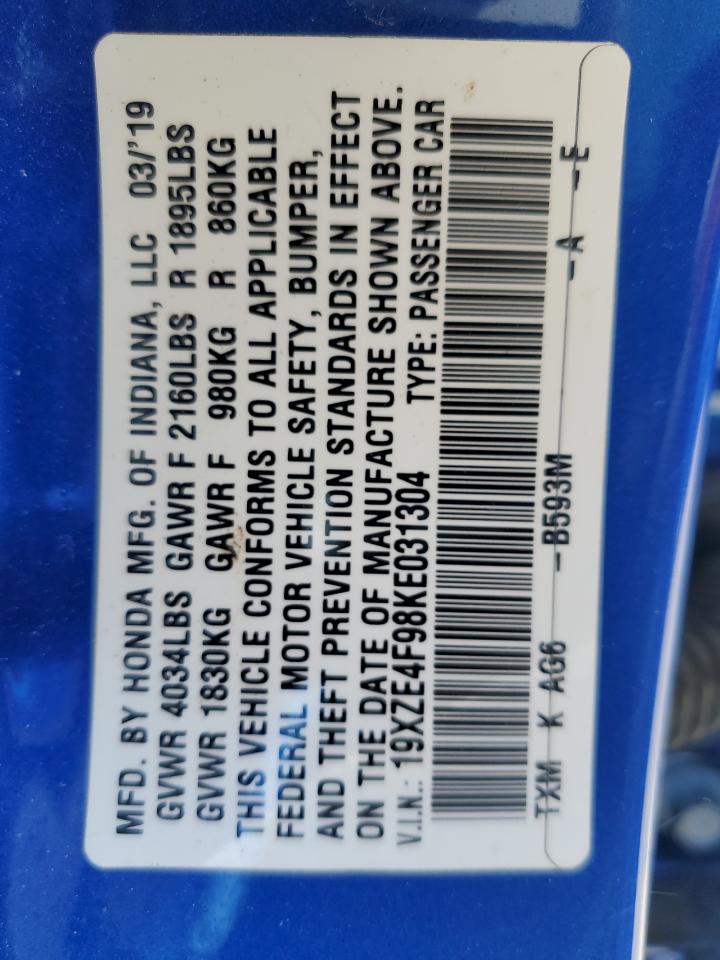 MFD. BY HONDA MFG. OF INDIANA, LLC 03/'19
GVWR 4034LBS GAWR F 2160LBS R 1895LBS
GVWR 1830KG GAWR F 980KG R 860KG
THIS VEHICLE CONFORMS TO ALL APPLICABLE
FEDERAL MOTOR VEHICLE SAFETY, BUMPER,
AND THEFT PREVENTION STANDARDS IN EFFECT
ON THE DATE OF MANUFACTURE SHOWN ABOVE.
V.I.N.: 19XZE4F98KE031304 TYPE: PASSENGER CAR
TXM K AG6 -B593M -A -E